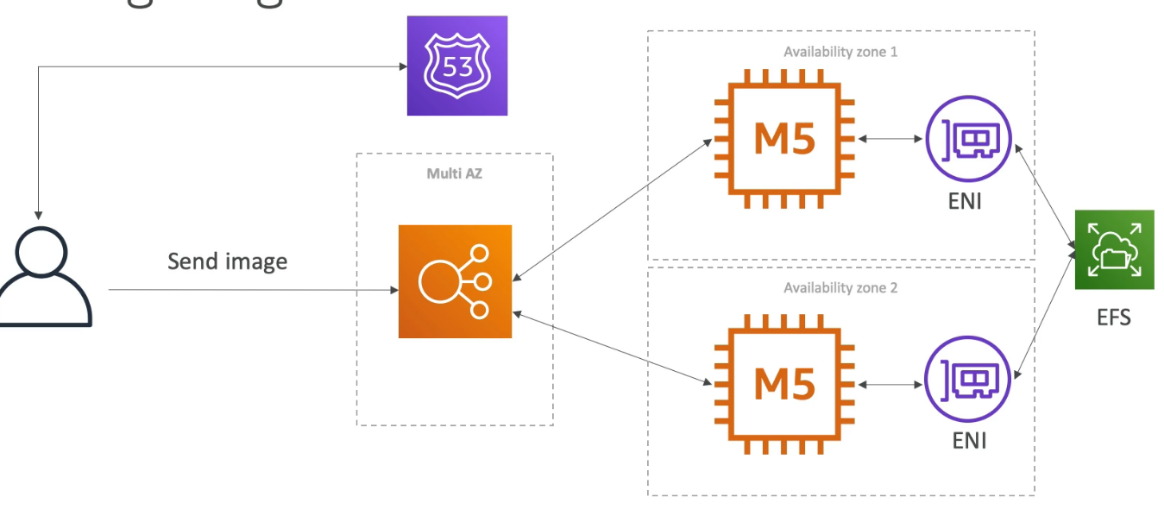 53
Availability zone 1
M5
ENI
Multi AZ
Send image
EFS
Availability zone 2
M5
ENI